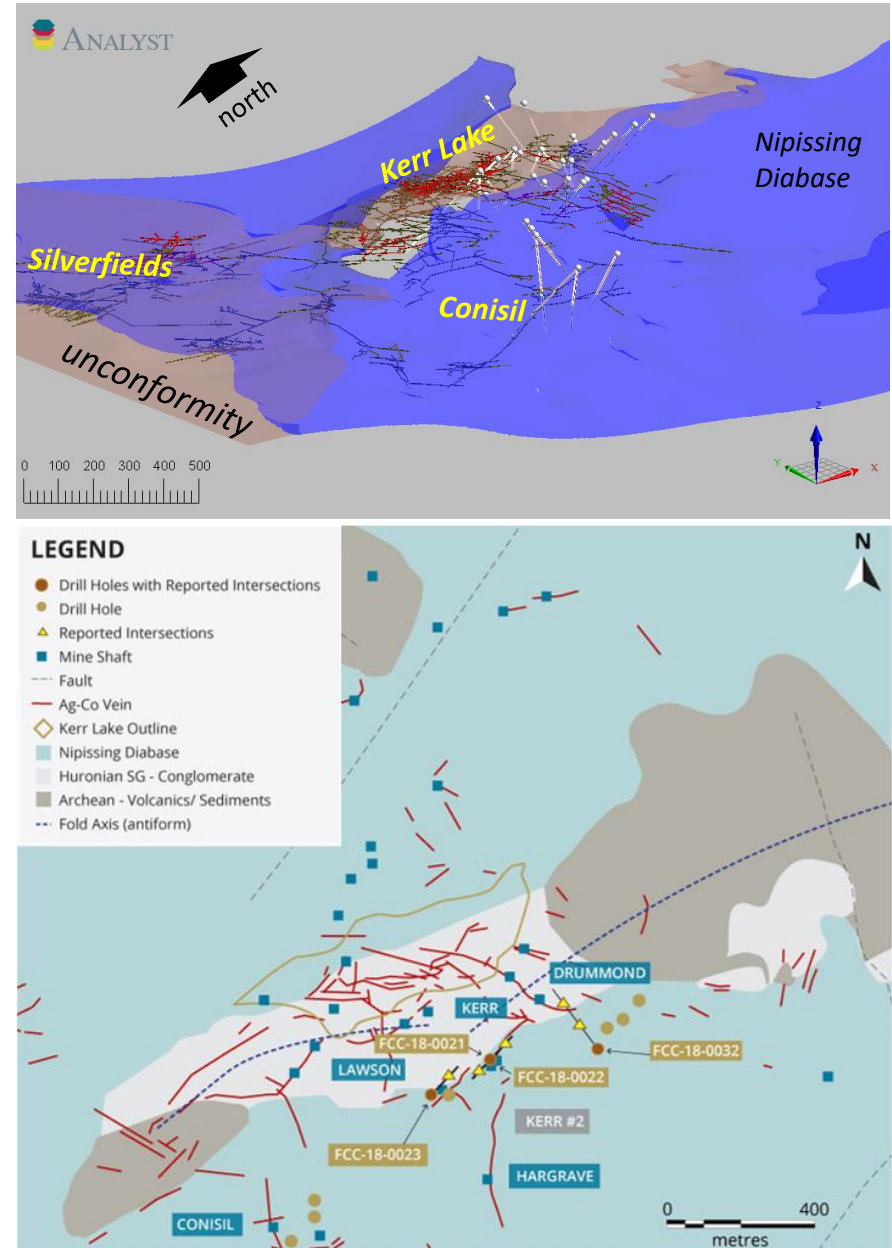 ANALYST
north
Kerr Lake
Nipissing
Diabase
Silverfields
Conisil
unconformity
0 100 200 300 400 500
Z
Y
X
LEGEND
Drill Holes with Reported Intersections
Drill Hole
Reported Intersections
Mine Shaft
Fault
Ag-Co Vein
Kerr Lake Outline
Nipissing Diabase
Huronian SG - Conglomerate
Archean - Volcanics/ Sediments
Fold Axis (antiform)
N
DRUMMOND
KERR
FCC-18-0021
FCC-18-0032
LAWSON
FCC-18-0022
KERR #2
FCC-18-0023
HARGRAVE
CONISIL
0 400
metres